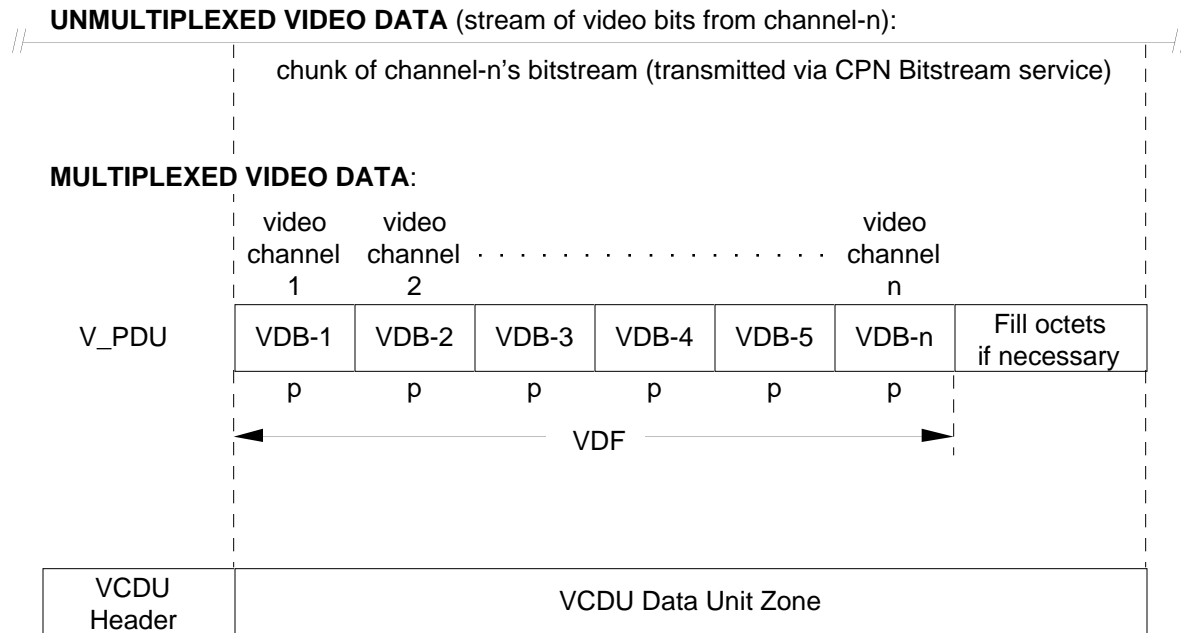 UNMULTIPLEXED VIDEO DATA (stream of video bits from channel-n):
chunk of channel-n's bitstream (transmitted via CPN Bitstream service)
MULTIPLEXED VIDEO DATA:
video channel 1
video channel 2
. . . . . . . . . . . . . . . . . .
video channel n
V_PDU
VDB-1
VDB-2
VDB-3
VDB-4
VDB-5
VDB-n
Fill octets
if necessary
p p p p p p
VDF
VCDU
Header
VCDU Data Unit Zone